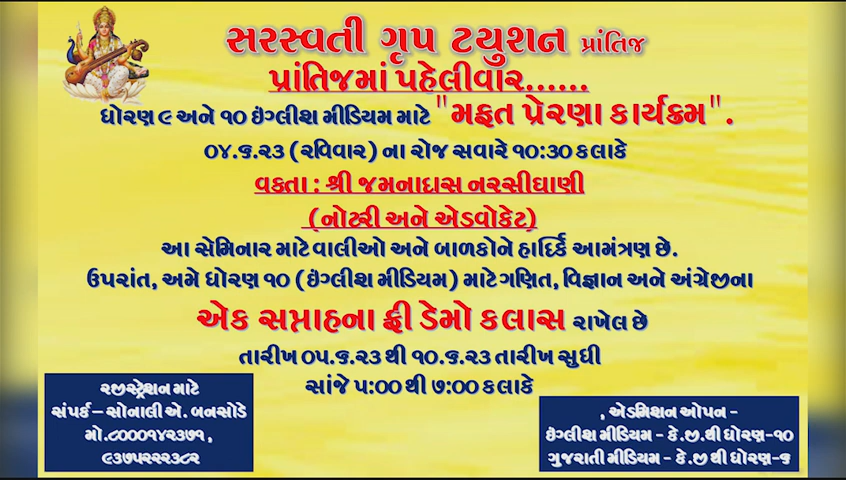 સરસ્વતી ગૃપ ટયુશન પ્રાંતિજ
પ્રાંતિજમાં પહેલીવાર......
ધોરણ ૯ અને ૧૦ ઇંગ્લીશ મીડિયમ માટે "મફત પ્રેરણા કાર્યક્રમ".
૦૪.૬.૨૩ (રવિવાર) ના રોજ સવારે ૧૦:૩૦ કલાકે
વકતા : શ્રી જમનાદાસ નરસીઘાણી
(નોટરી અને એડવોકેટ)
આ સેમિનાર માટે વાલીઓ અને બાળકોને હાર્દિક આમંત્રણ છે.
ઉપરાંત, અમે ધોરણ ૧૦ (ઇંગ્લીશ મીડિયમ) માટે ગણિત, વિજ્ઞાન અને અંગ્રેજીના
એક સપ્તાહના ફ્રી ડેમો કલાસ રાખેલ છે
તારીખ ૦૫.૬.૨૩ થી ૧૦.૬.૨૩ તારીખ સુધી
સાંજે ૫:૦૦ થી ૭:૦૦ કલાકે
રજીસ્ટ્રેશન માટે
સંપર્ક – સોનાલી એ. બનસોડે
મો.૮૦૦૦૧૪૨૩૭૧ ,
૯૩૭૫૨૨૨૩૮૨
, એડમિશન ઓપન -
ઇંગ્લીશ મીડિયમ - કે.જી.થી ધોરણ-૧૦
ગુજરાતી મીડિયમ - કે.જી થી ધોરણ-૬